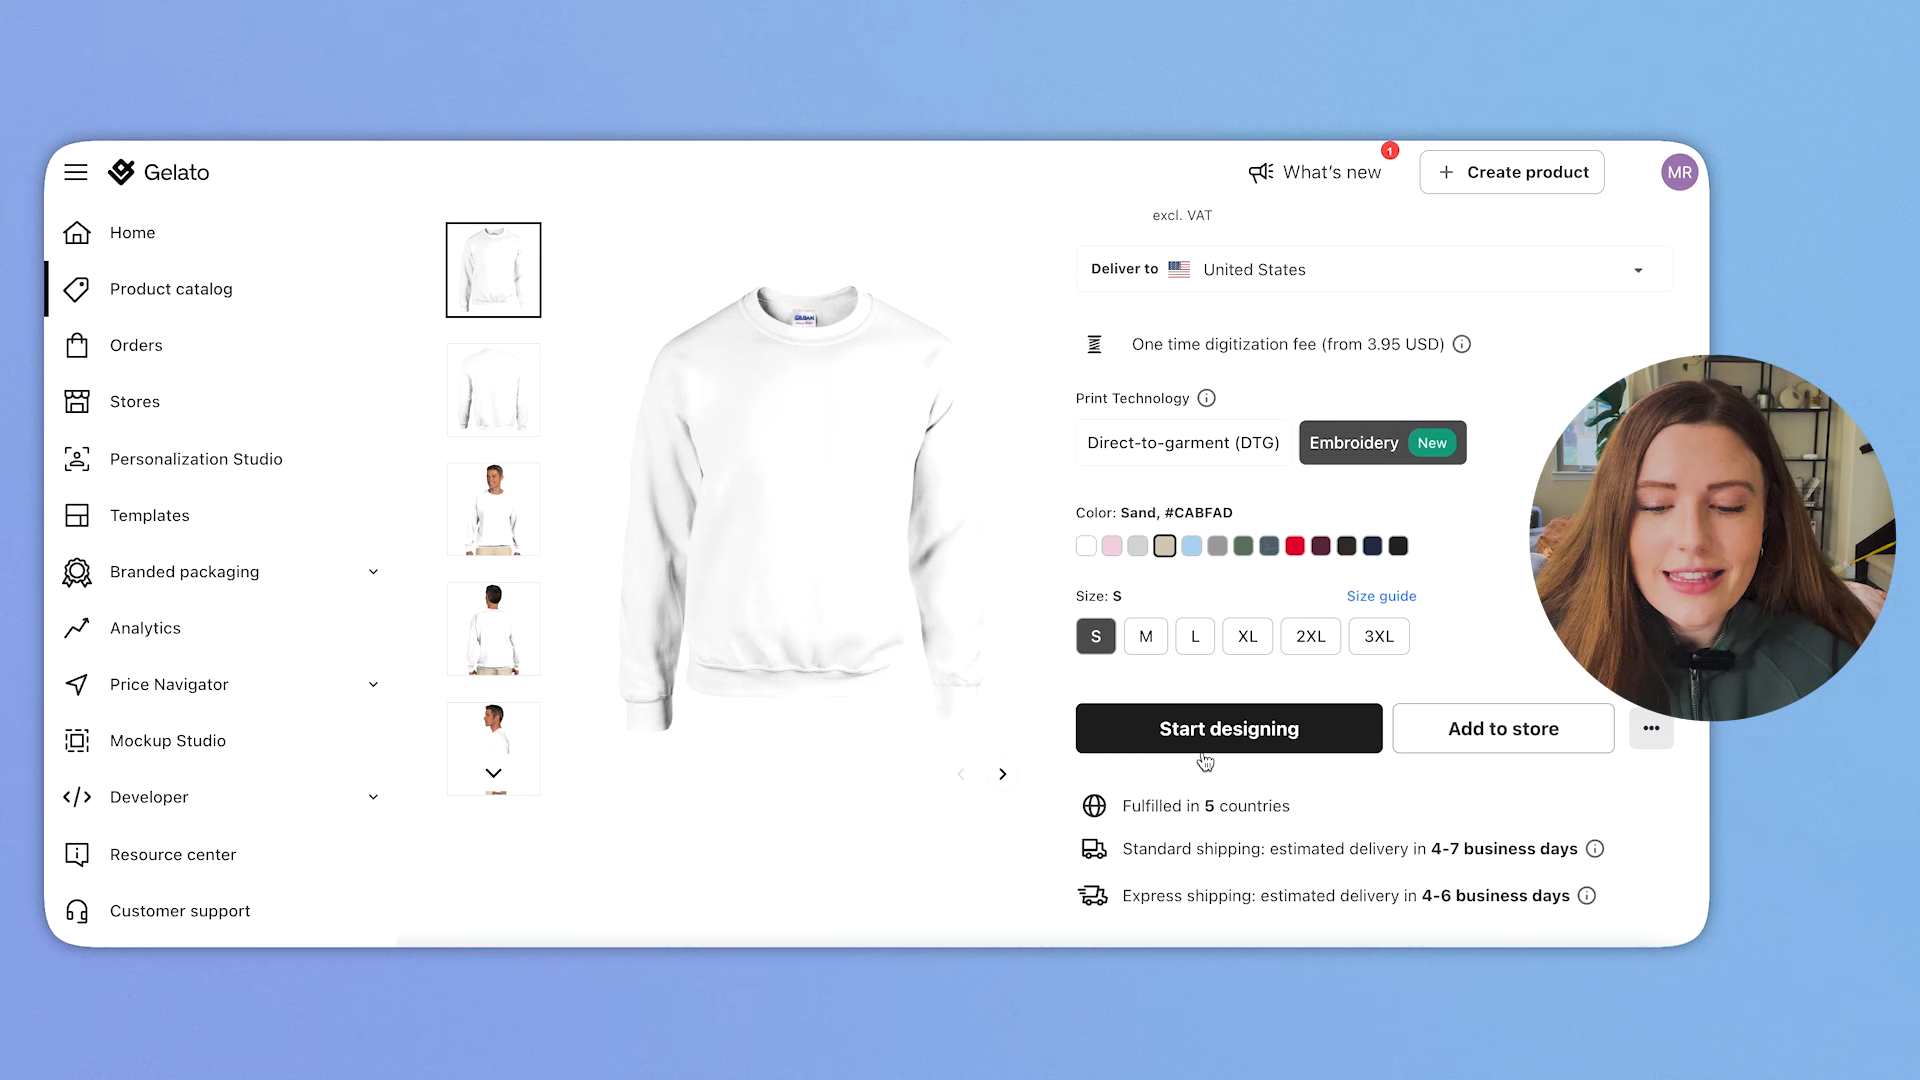 Gelato
What's new
1
+ Create product
MR
Home
Product catalog
Orders
Stores
Personalization Studio
Templates
Branded packaging
Analytics
Price Navigator
Mockup Studio
Developer
Resource center
Customer support
GILDAN
excl. VAT
Deliver to United States
One time digitization fee (from 3.95 USD)
Print Technology
Direct-to-garment (DTG)
Embroidery New
Color: Sand, #CABFAD
Size: S
Size guide
S M L XL 2XL 3XL
Start designing
Add to store
Fulfilled in 5 countries
Standard shipping: estimated delivery in 4-7 business days
Express shipping: estimated delivery in 4-6 business days